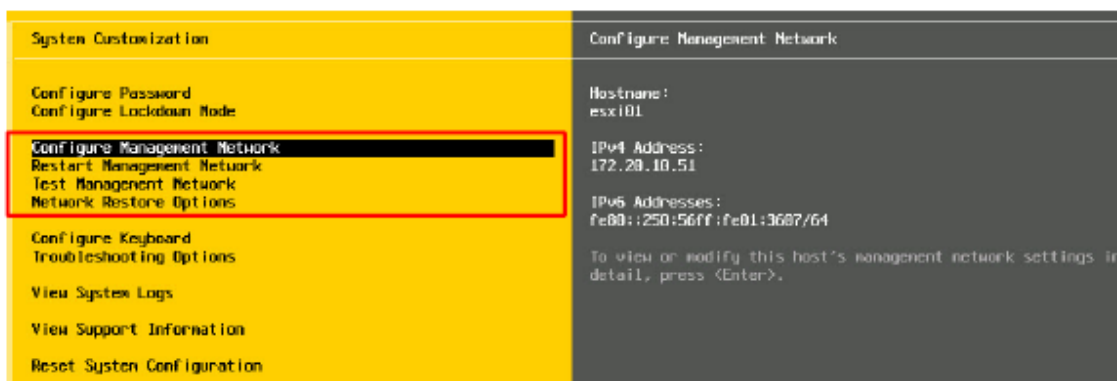 System Customization
Configure Password
Configure Lockdown Mode
Configure Management Network
Restart Management Network
Test Management Network
Network Restore Options
Configure Keyboard
Troubleshooting Options
View System Logs
View Support Information
Reset System Configuration
Configure Management Network
Hostname:
esxi01
IPv4 Address:
172.20.10.51
IPv6 Addresses:
fe80::250:56ff:fe01:3607/64
To view or modify this host's management network settings in
detail, press <Enter>.